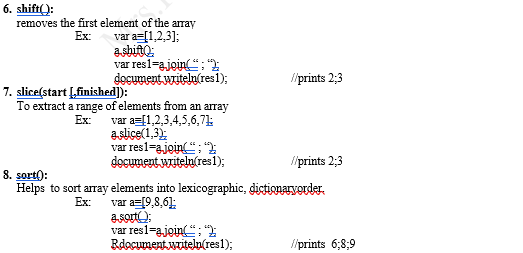 6. shift():
removes the first element of the array
Ex: var a=[1,2,3];
a.shift();
var res1=a.join(“ ; “);
document.writeln(res1); //prints 2;3
7. slice(start [,finished]):
To extract a range of elements from an array
Ex: var a=[1,2,3,4,5,6,7];
a.slice(1,3);
var res1=a.join(“ ; “);
document.writeln(res1); //prints 2;3
8. sort():
Helps to sort array elements into lexicographic, dictionaryorder.
Ex: var a=[9,8,6];
a.sort( );
var res1=a.join(“ ; “);
Rdocument.writeln(res1); //prints 6;8;9